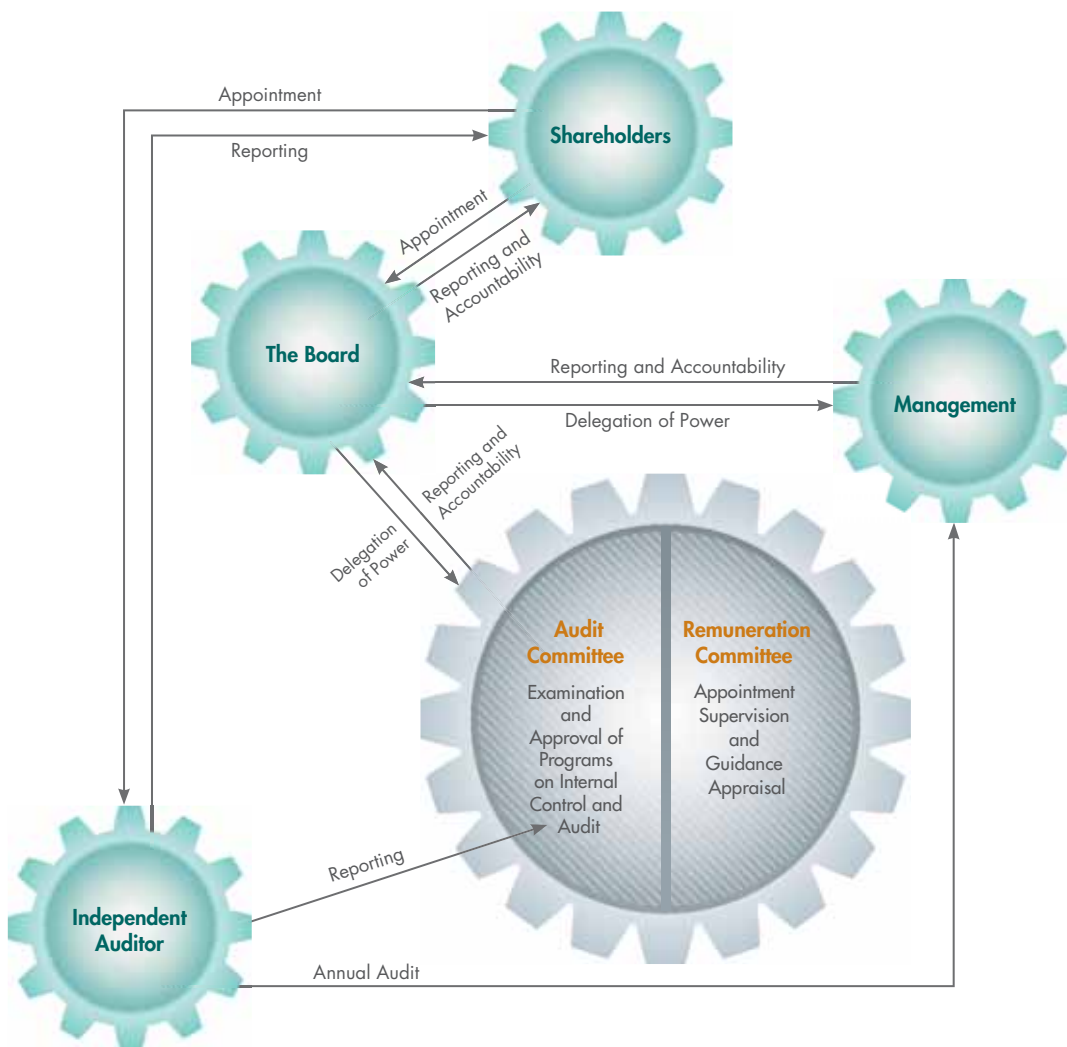 Appointment
Reporting
Shareholders
Appointment
Reporting and
Accountability
The Board
Reporting and Accountability
Delegation of Power
Management
Reporting and
Accountability
Delegation
of Power
Audit
Committee
Examination
and
Approval of
Programs
on Internal
Control and
Audit
Remuneration
Committee
Appointment
Supervision
and
Guidance
Appraisal
Reporting
Independent
Auditor
Annual Audit